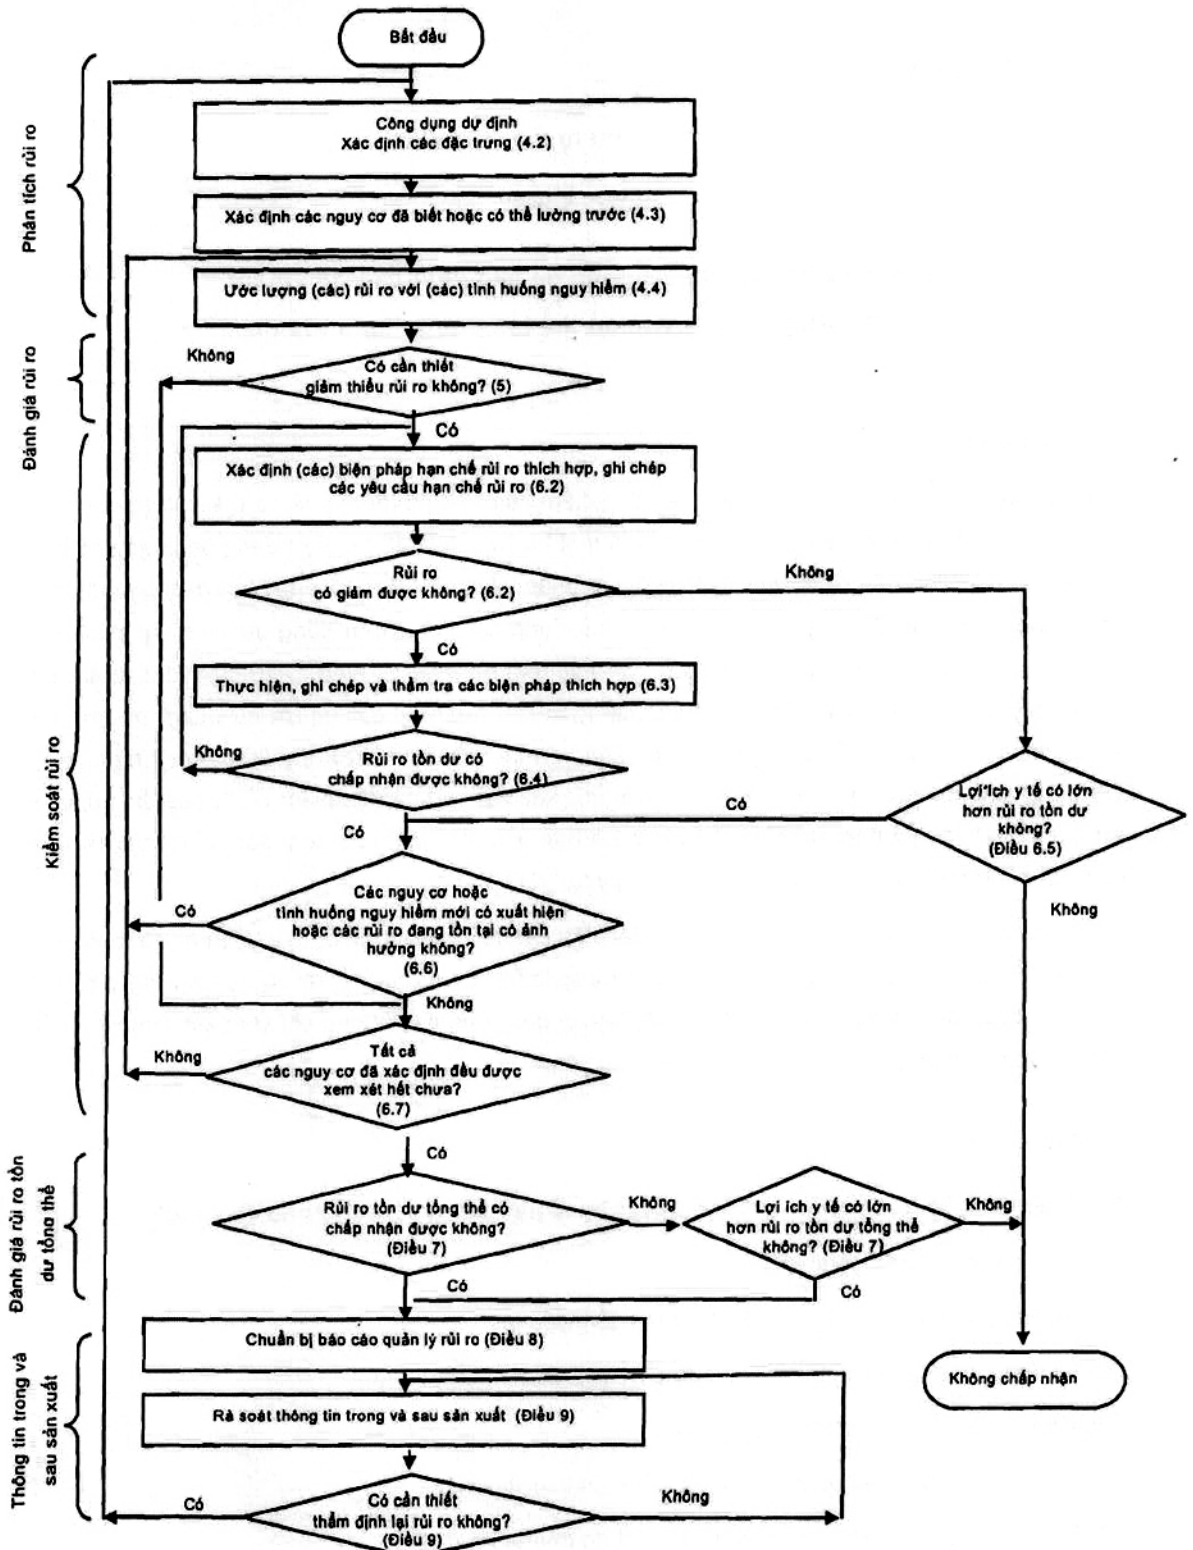 Bắt đầu
Phân tích rủi ro
Công dụng dự định
Xác định các đặc trưng (4.2)
Xác định các nguy cơ đã biết hoặc có thể lường trước (4.3)
Ước lượng (các) rủi ro với (các) tình huống nguy hiểm (4.4)
Đánh giá rủi ro
Không
Có cần thiết
giảm thiểu rủi ro không? (5)
Có
Kiểm soát rủi ro
Xác định (các) biện pháp hạn chế rủi ro thích hợp, ghi chép
các yêu cầu hạn chế rủi ro (6.2)
Rủi ro
có giảm được không? (6.2)
Không
Có
Thực hiện, ghi chép và thẩm tra các biện pháp thích hợp (6.3)
Không
Rủi ro tồn dư có
chấp nhận được không? (6.4)
Có
Có
Lợi ích y tế có lớn
hơn rủi ro tồn dư
không?
(Điều 6.5)
Không
Có
Các nguy cơ hoặc
tình huống nguy hiểm mới có xuất hiện
hoặc các rủi ro đang tồn tại có ảnh
hưởng không?
(6.6)
Không
Không
Tất cả
các nguy cơ đã xác định đều được
xem xét hết chưa?
(6.7)
Có
Đánh giá rủi ro tồn
dư tổng thể
Rủi ro tồn dư tổng thể có
chấp nhận được không?
(Điều 7)
Không
Lợi ích y tế có lớn
hơn rủi ro tồn dư tổng thể
không? (Điều 7)
Không
Có
Có
Thông tin trong và
sau sản xuất
Chuẩn bị báo cáo quản lý rủi ro (Điều 8)
Không chấp nhận
Rà soát thông tin trong và sau sản xuất (Điều 9)
Có
Có cần thiết
thẩm định lại rủi ro không?
(Điều 9)
Không